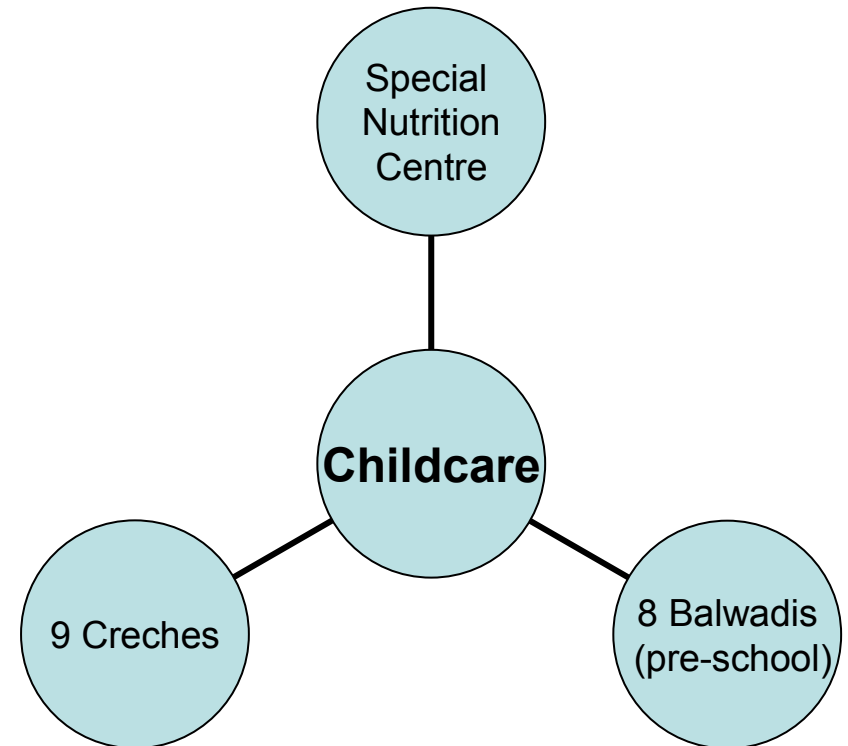 Special
Nutrition
Centre
Childcare
9 Creches
8 Balwadis
(pre-school)